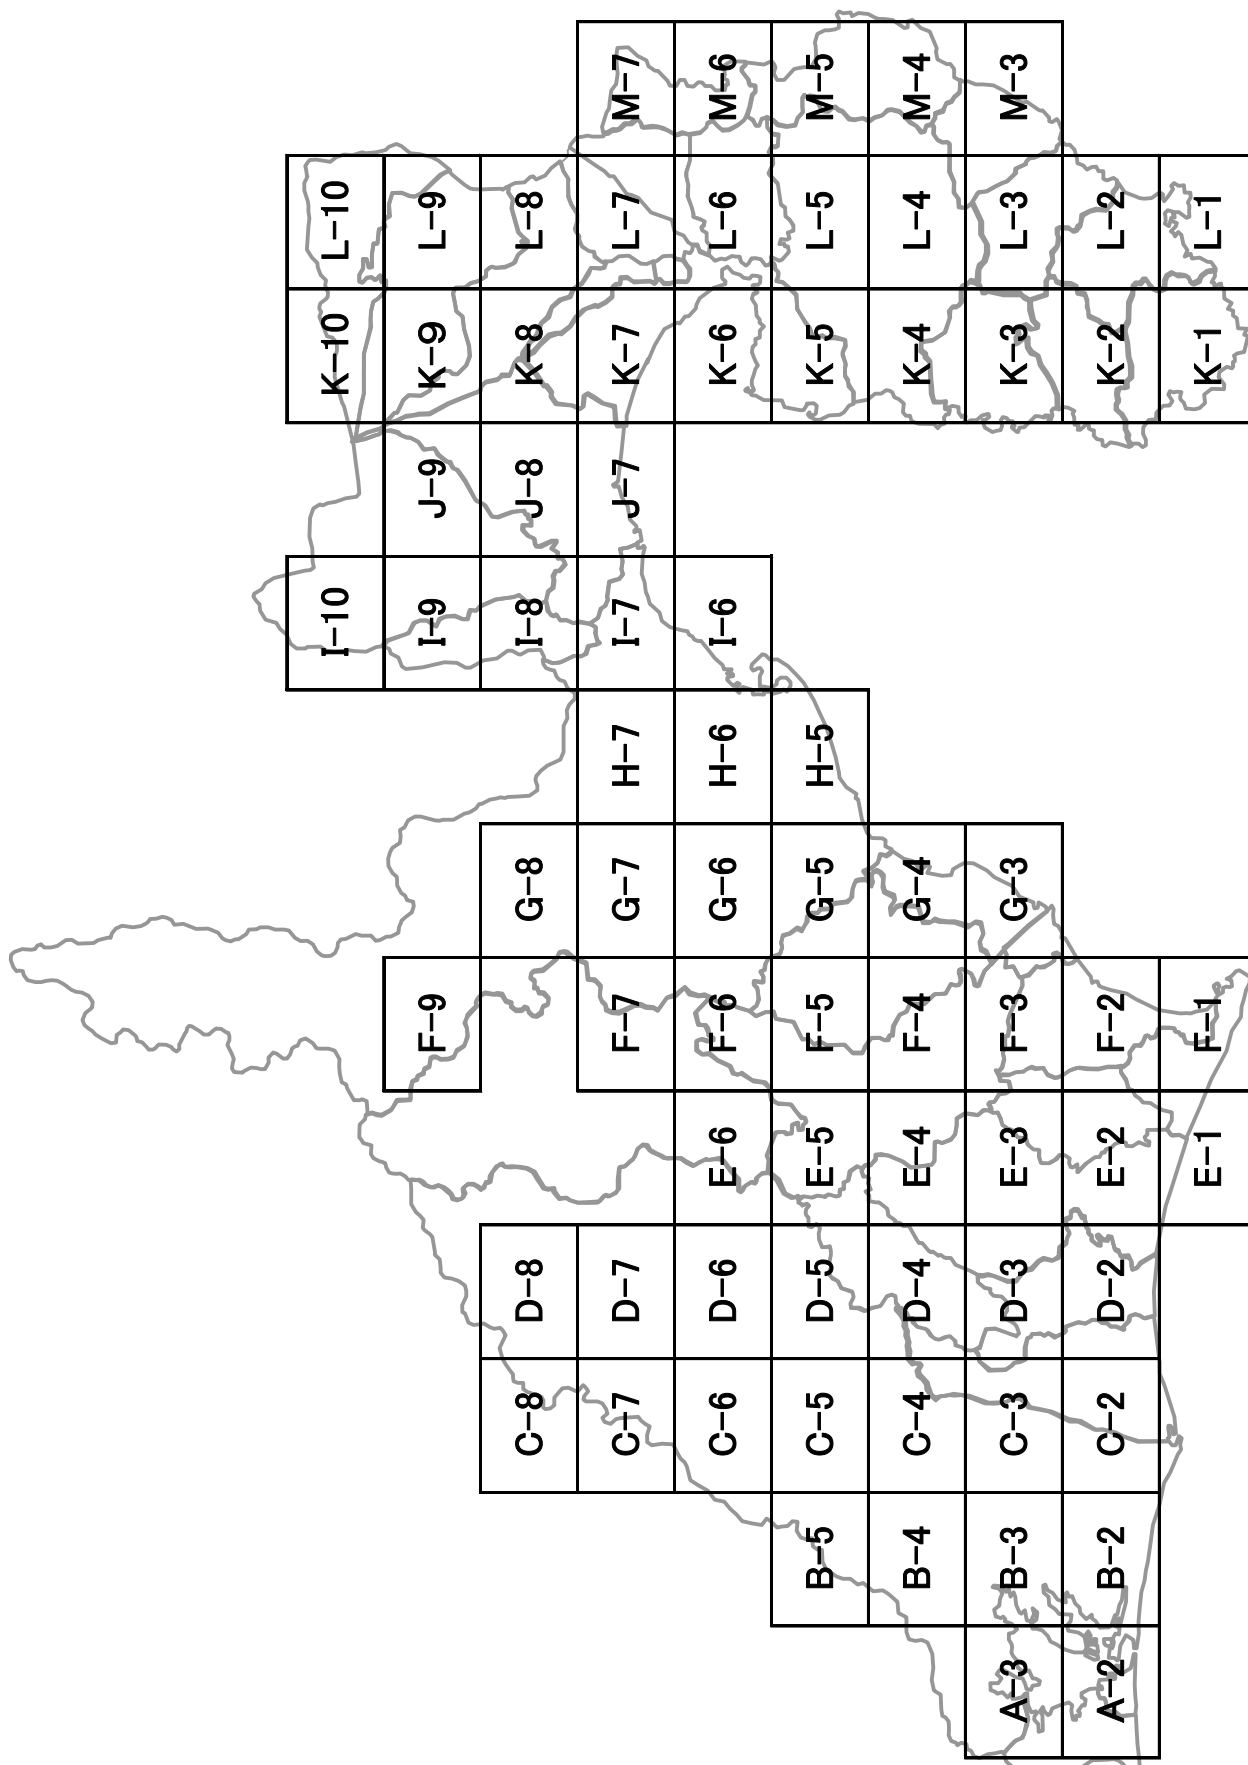 M-7 M-6 M-5 M-4 M-3
L-10 L-9 L-8 L-7 L-6 L-5 L-4 L-3 L-2 L-1
K-10 K-9 K-8 K-7 K-6 K-5 K-4 K-3 K-2 K-1
J-9 J-8 J-7
I-10 I-9 I-8 I-7 I-6
H-7 H-6 H-5
G-8 G-7 G-6 G-5 G-4 G-3
F-9 F-7 F-6 F-5 F-4 F-3 F-2 F-1
E-6 E-5 E-4 E-3 E-2 E-1
D-8 D-7 D-6 D-5 D-4 D-3 D-2
C-8 C-7 C-6 C-5 C-4 C-3 C-2
B-5 B-4 B-3 B-2
A-3 A-2